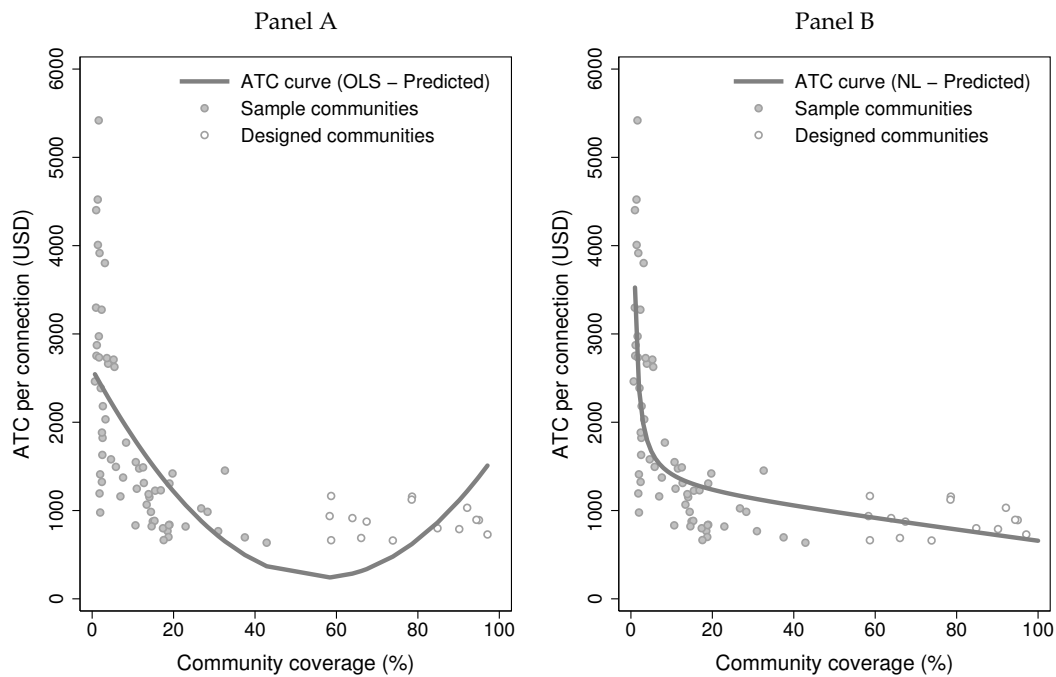 Panel A
ATC per connection (USD)
6000
5000
4000
3000
2000
1000
0
ATC curve (OLS − Predicted)
Sample communities
Designed communities
0 20 40 60 80 100
Community coverage (%)
Panel B
ATC per connection (USD)
6000
5000
4000
3000
2000
1000
0
ATC curve (NL − Predicted)
Sample communities
Designed communities
0 20 40 60 80 100
Community coverage (%)